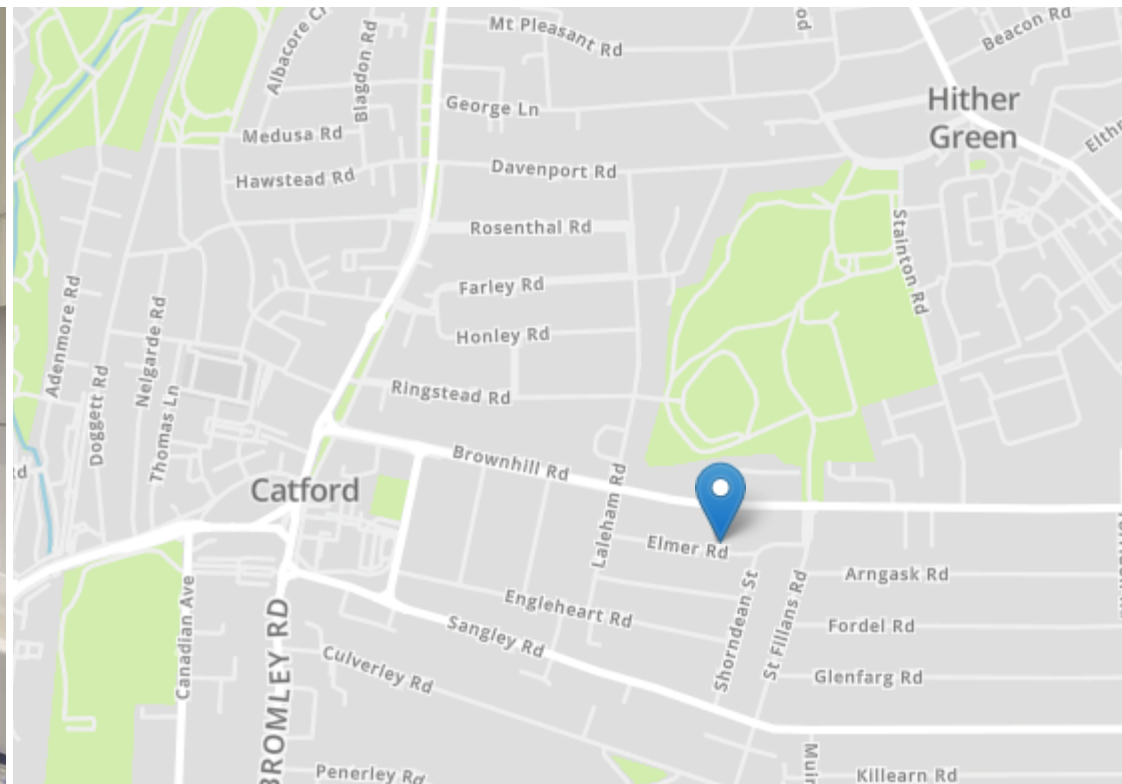 Mt Pleasant Rd
Beacon Rd
Blagdon Rd
George Ln
Hither
Green
Medusa Rd
Hawstead Rd
Davenport Rd
Rosenthal Rd
Stainton Rd
Farley Rd
Adenmore Rd
Nelgarde Rd
Honley Rd
Doggett Rd
Thomas Ln
Ringstead Rd
Brownhill Rd
Catford
Laleham Rd
Elmer Rd
Arngask Rd
Shorndean St
St Fillans Rd
Canadian Ave
Engleheart Rd
Fordel Rd
Sangley Rd
BROMLEY RD
Culverley Rd
Glenfarg Rd
Penerley Rd
Killearn Rd